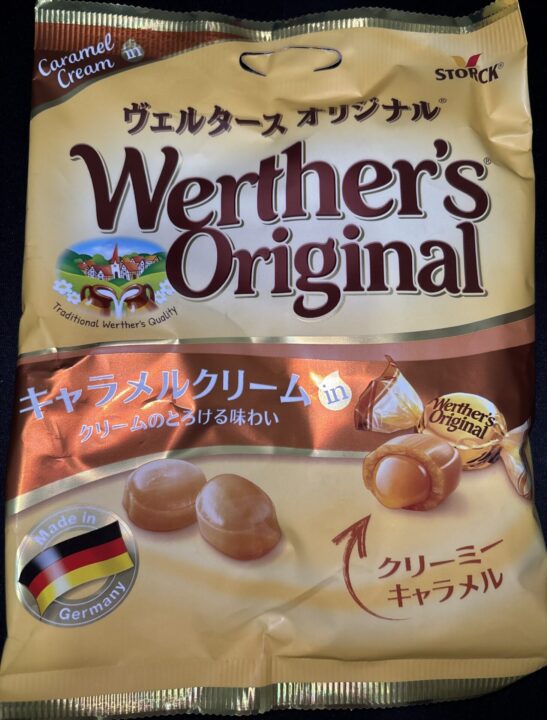 Caramel
Cream in
STORCK®
ヴェルタース オリジナル®
Werther's®
Original
Traditional Werther's Quality
キャラメルクリーム in
クリームのとろける味わい
Werther's
Original
Made in
Germany
クリーミー
キャラメル